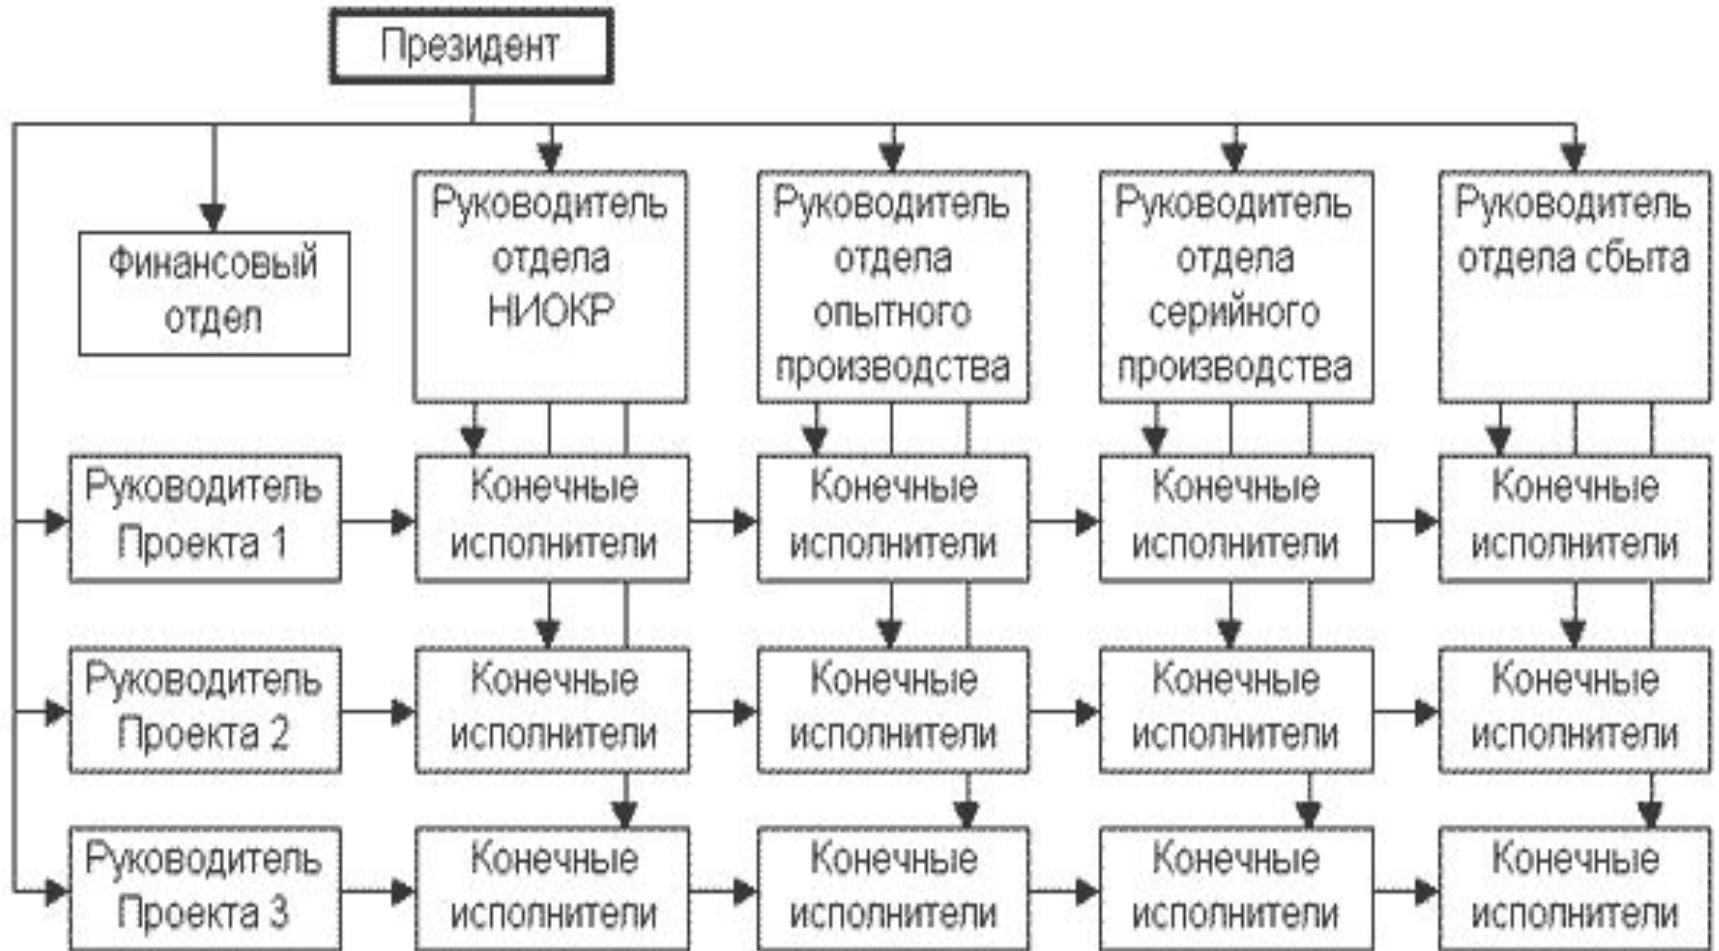 Президент
Финансовый
отдел
Руководитель
отдела
НИОКР
Руководитель
отдела
опытного
производства
Руководитель
отдела
серийного
производства
Руководитель
отдела сбыта
Руководитель
Проекта 1
Конечные
исполнители
Конечные
исполнители
Конечные
исполнители
Конечные
исполнители
Руководитель
Проекта 2
Конечные
исполнители
Конечные
исполнители
Конечные
исполнители
Конечные
исполнители
Руководитель
Проекта 3
Конечные
исполнители
Конечные
исполнители
Конечные
исполнители
Конечные
исполнители